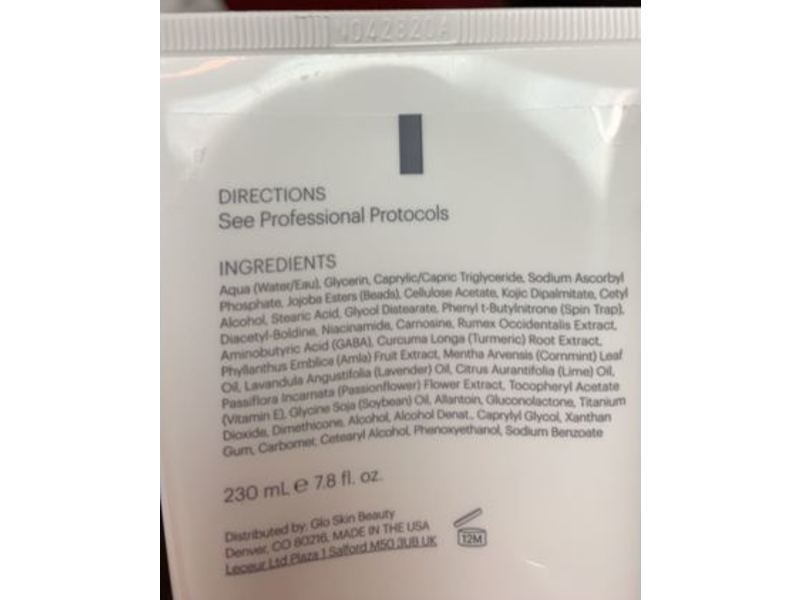 042820A
DIRECTIONS
See Professional Protocols
INGREDIENTS
Aqua (Water/Eau), Glycerin, Caprylic/Capric Triglyceride, Sodium Ascorbyl
Phosphate, Jojoba Esters (Beads), Cellulose Acetate, Kojic Dipalmitate, Cetyl
Alcohol, Stearic Acid, Glycol Distearate, Phenyl t-Butylnitrone (Spin Trap),
Diacetyl-Boldine, Niacinamide, Carnosine, Rumex Occidentalis Extract,
Aminobutyric Acid (GABA), Curcuma Longa (Turmeric) Root Extract,
Phyllanthus Emblica (Amla) Fruit Extract, Mentha Arvensis (Cornmint) Leaf
Oil, Lavandula Angustifolia (Lavender) Oil, Citrus Aurantifolia (Lime) Oil,
Passiflora Incarnata (Passionflower) Flower Extract, Tocopheryl Acetate
(Vitamin E), Glycine Soja (Soybean) Oil, Allantoin, Gluconolactone, Titanium
Dioxide, Dimethicone, Alcohol, Alcohol Denat., Caprylyl Glycol, Xanthan
Gum, Carbomer, Cetearyl Alcohol, Phenoxyethanol, Sodium Benzoate
230 mL e 7.8 fl. oz.
Distributed by: Glo Skin Beauty
Denver, CO 80216, MADE IN THE USA
Leceur Ltd Plaza 1 Salford M50 3UB UK
12M